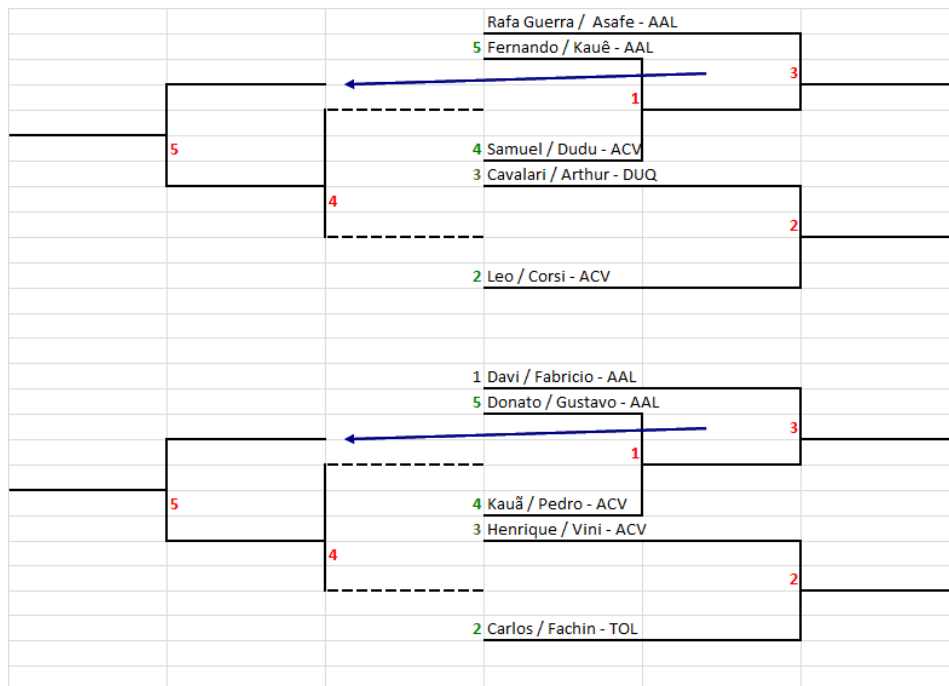 Rafa Guerra /  Asafe - AAL
5 Fernando / Kauê - AAL
3
1
5
4 Samuel / Dudu - ACV
3 Cavalari / Arthur - DUQ
4
2
2 Leo / Corsi - ACV
1 Davi / Fabricio - AAL
5 Donato / Gustavo - AAL
3
1
5
4 Kauã / Pedro - ACV
3 Henrique / Vini - ACV
4
2
2 Carlos / Fachin - TOL